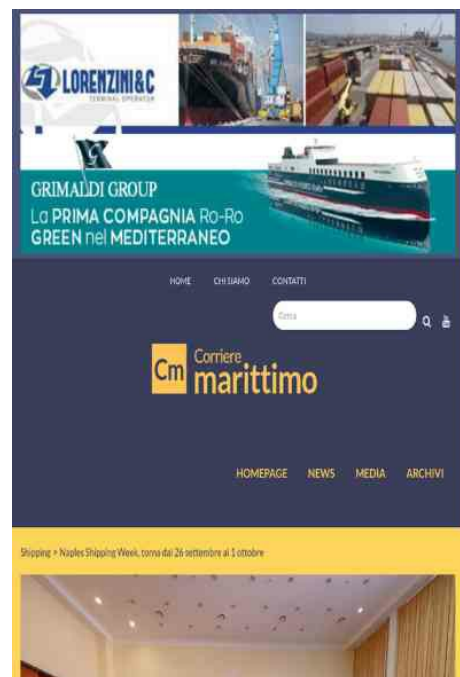 LORENZINI & C
TERMINAL OPERATOR
GRIMALDI GROUP
La PRIMA COMPAGNIA Ro-Ro
GREEN nel MEDITERRANEO
HOME CHI SIAMO CONTATTI
Cerca
Cm Corriere
marittimo
HOMEPAGE NEWS MEDIA ARCHIVI
Shipping > Naples Shipping Week, torna dal 26 settembre al 1 ottobre